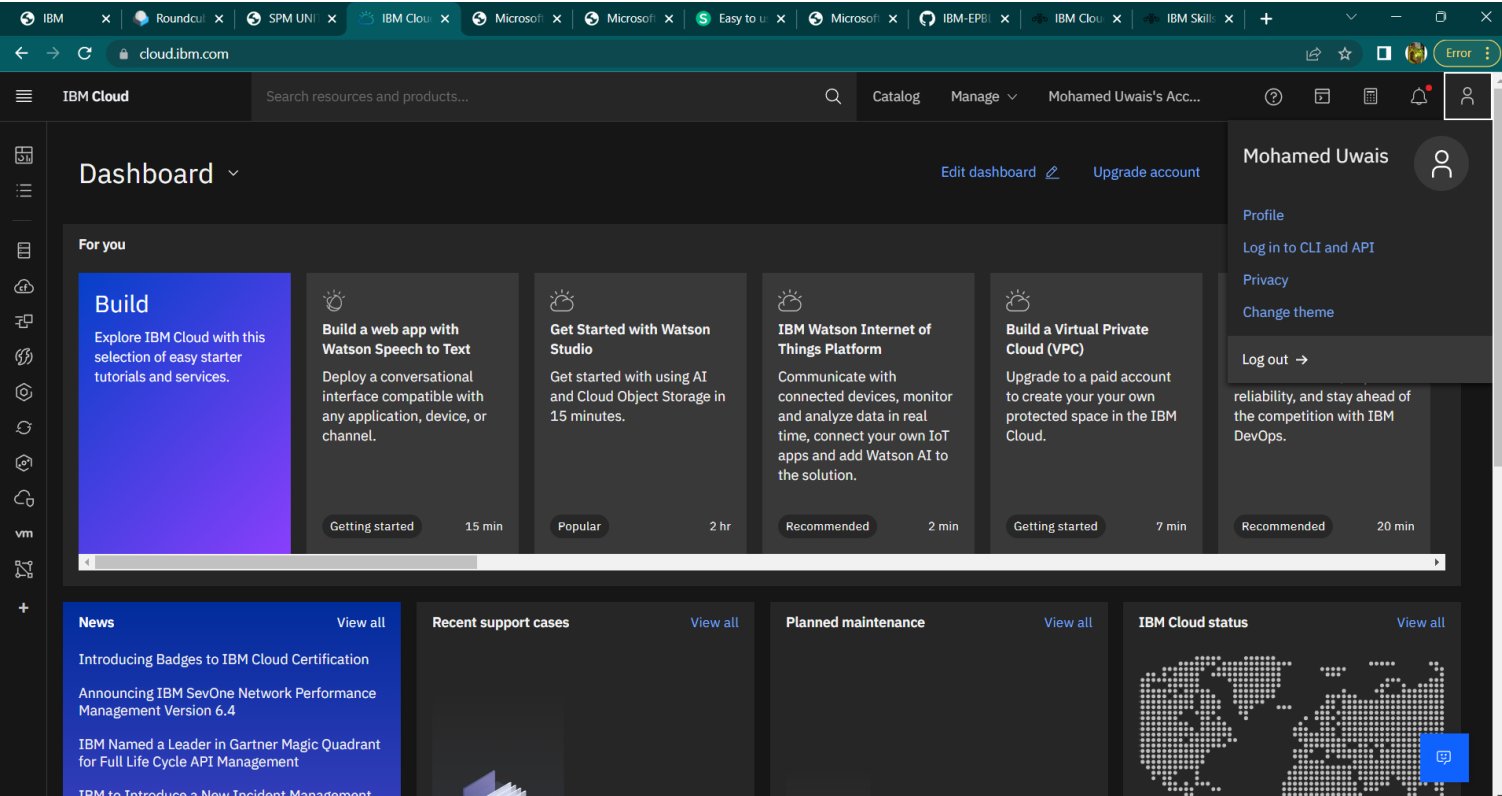 IBM
Roundcu
SPM UNI
IBM Clou
Microsoft
Microsoft
Easy to u
Microsoft
IBM-EPBL
IBM Clou
IBM Skills
cloud.ibm.com
Error
IBM Cloud
Search resources and products...
Catalog
Manage
Mohamed Uwais's Acc...
Dashboard
Edit dashboard
Upgrade account
Mohamed Uwais
Profile
Log in to CLI and API
Privacy
Change theme
Log out →
For you
Build
Explore IBM Cloud with this
selection of easy starter
tutorials and services.
Build a web app with
Watson Speech to Text
Deploy a conversational
interface compatible with
any application, device, or
channel.
Getting started
15 min
Get Started with Watson
Studio
Get started with using AI
and Cloud Object Storage in
15 minutes.
Popular
2 hr
IBM Watson Internet of
Things Platform
Communicate with
connected devices, monitor
and analyze data in real
time, connect your own IoT
apps and add Watson AI to
the solution.
Recommended
2 min
Build a Virtual Private
Cloud (VPC)
Upgrade to a paid account
to create your your own
protected space in the IBM
Cloud.
Getting started
7 min
reliability, and stay ahead of
the competition with IBM
DevOps.
Recommended
20 min
vm
News
View all
Introducing Badges to IBM Cloud Certification
Announcing IBM SevOne Network Performance
Management Version 6.4
IBM Named a Leader in Gartner Magic Quadrant
for Full Life Cycle API Management
IBM to Introduce a New Incident Management
Recent support cases
View all
Planned maintenance
View all
IBM Cloud status
View all